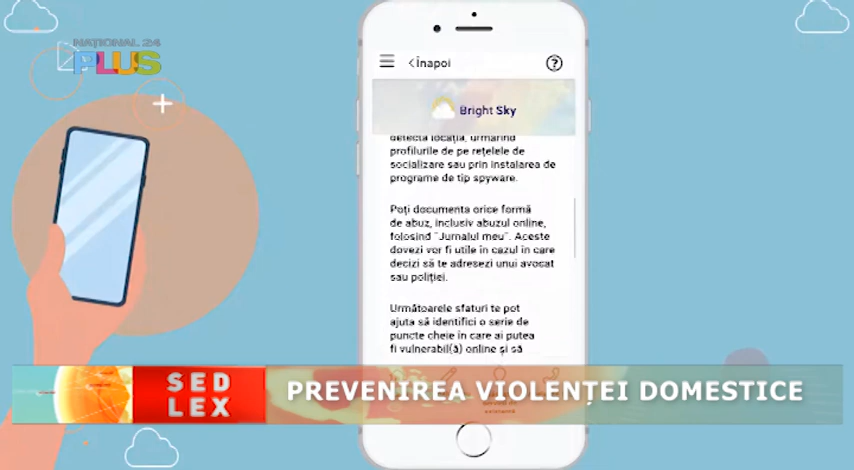 NAȚIONAL 24
PLUS
Înapoi
Bright Sky
detecta locația, urmărind
profilurile de pe rețelele de
socializare sau prin instalarea de
programe de tip spyware.
Poți documenta orice formă
de abuz, inclusiv abuzul online,
folosind "Jurnalul meu". Aceste
dovezi vor fi utile în cazul în care
decizi să te adresezi unui avocat
sau poliției.
Următoarele sfaturi te pot
ajuta să identifici o serie de
puncte cheie în care ai putea
fi vulnerabil(ă) online și să
SED
LEX
PREVENIREA VIOLENȚEI DOMESTICE